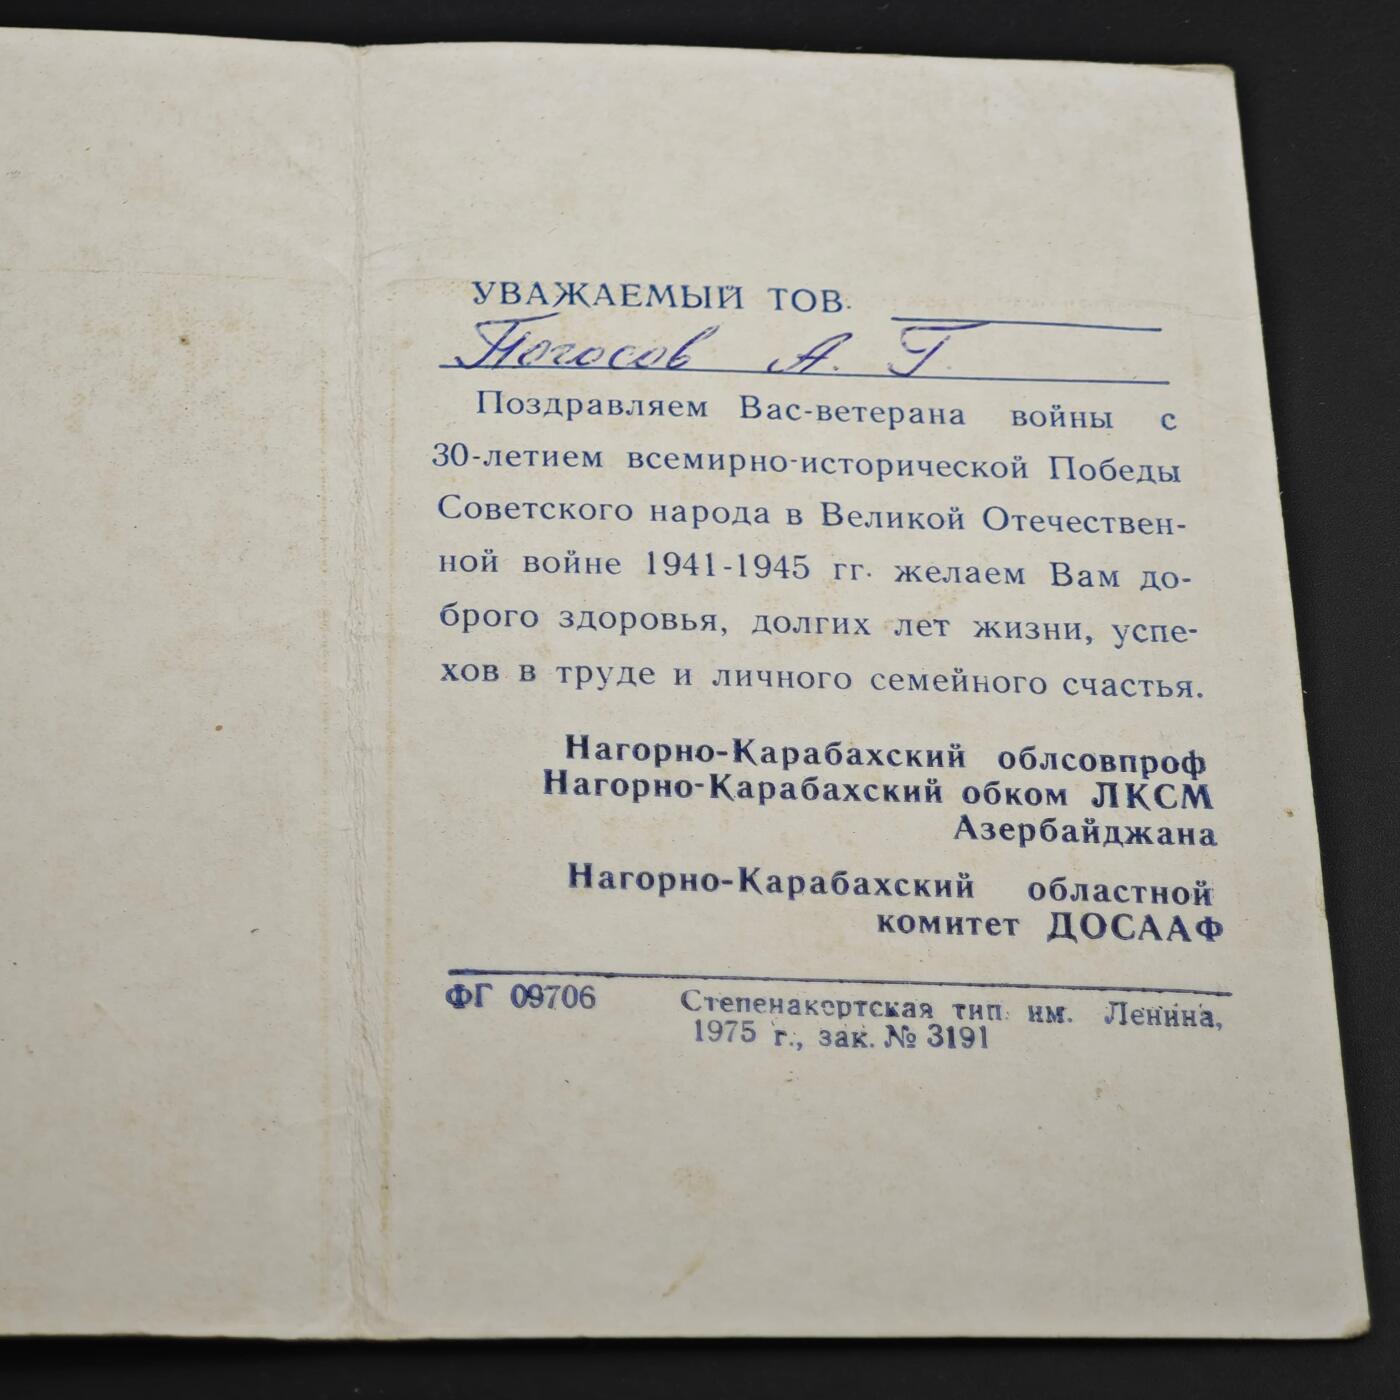 УВАЖАЕМЫЙ ТОВ.
Погосов А. Г.
Поздравляем Вас-ветерана войны с
30-летием всемирно-исторической Победы
Советского народа в Великой Отечествен-
ной войне 1941-1945 гг. желаем Вам до-
брого здоровья, долгих лет жизни, успе-
хов в труде и личного семейного счастья.
Нагорно-Карабахский облсовпроф
Нагорно-Карабахский обком ЛКСМ
Азербайджана
Нагорно-Карабахский областной
комитет ДОСААФ
ФГ 09706 Степенакертская тип. им. Ленина,
1975 г., зак. № 3191